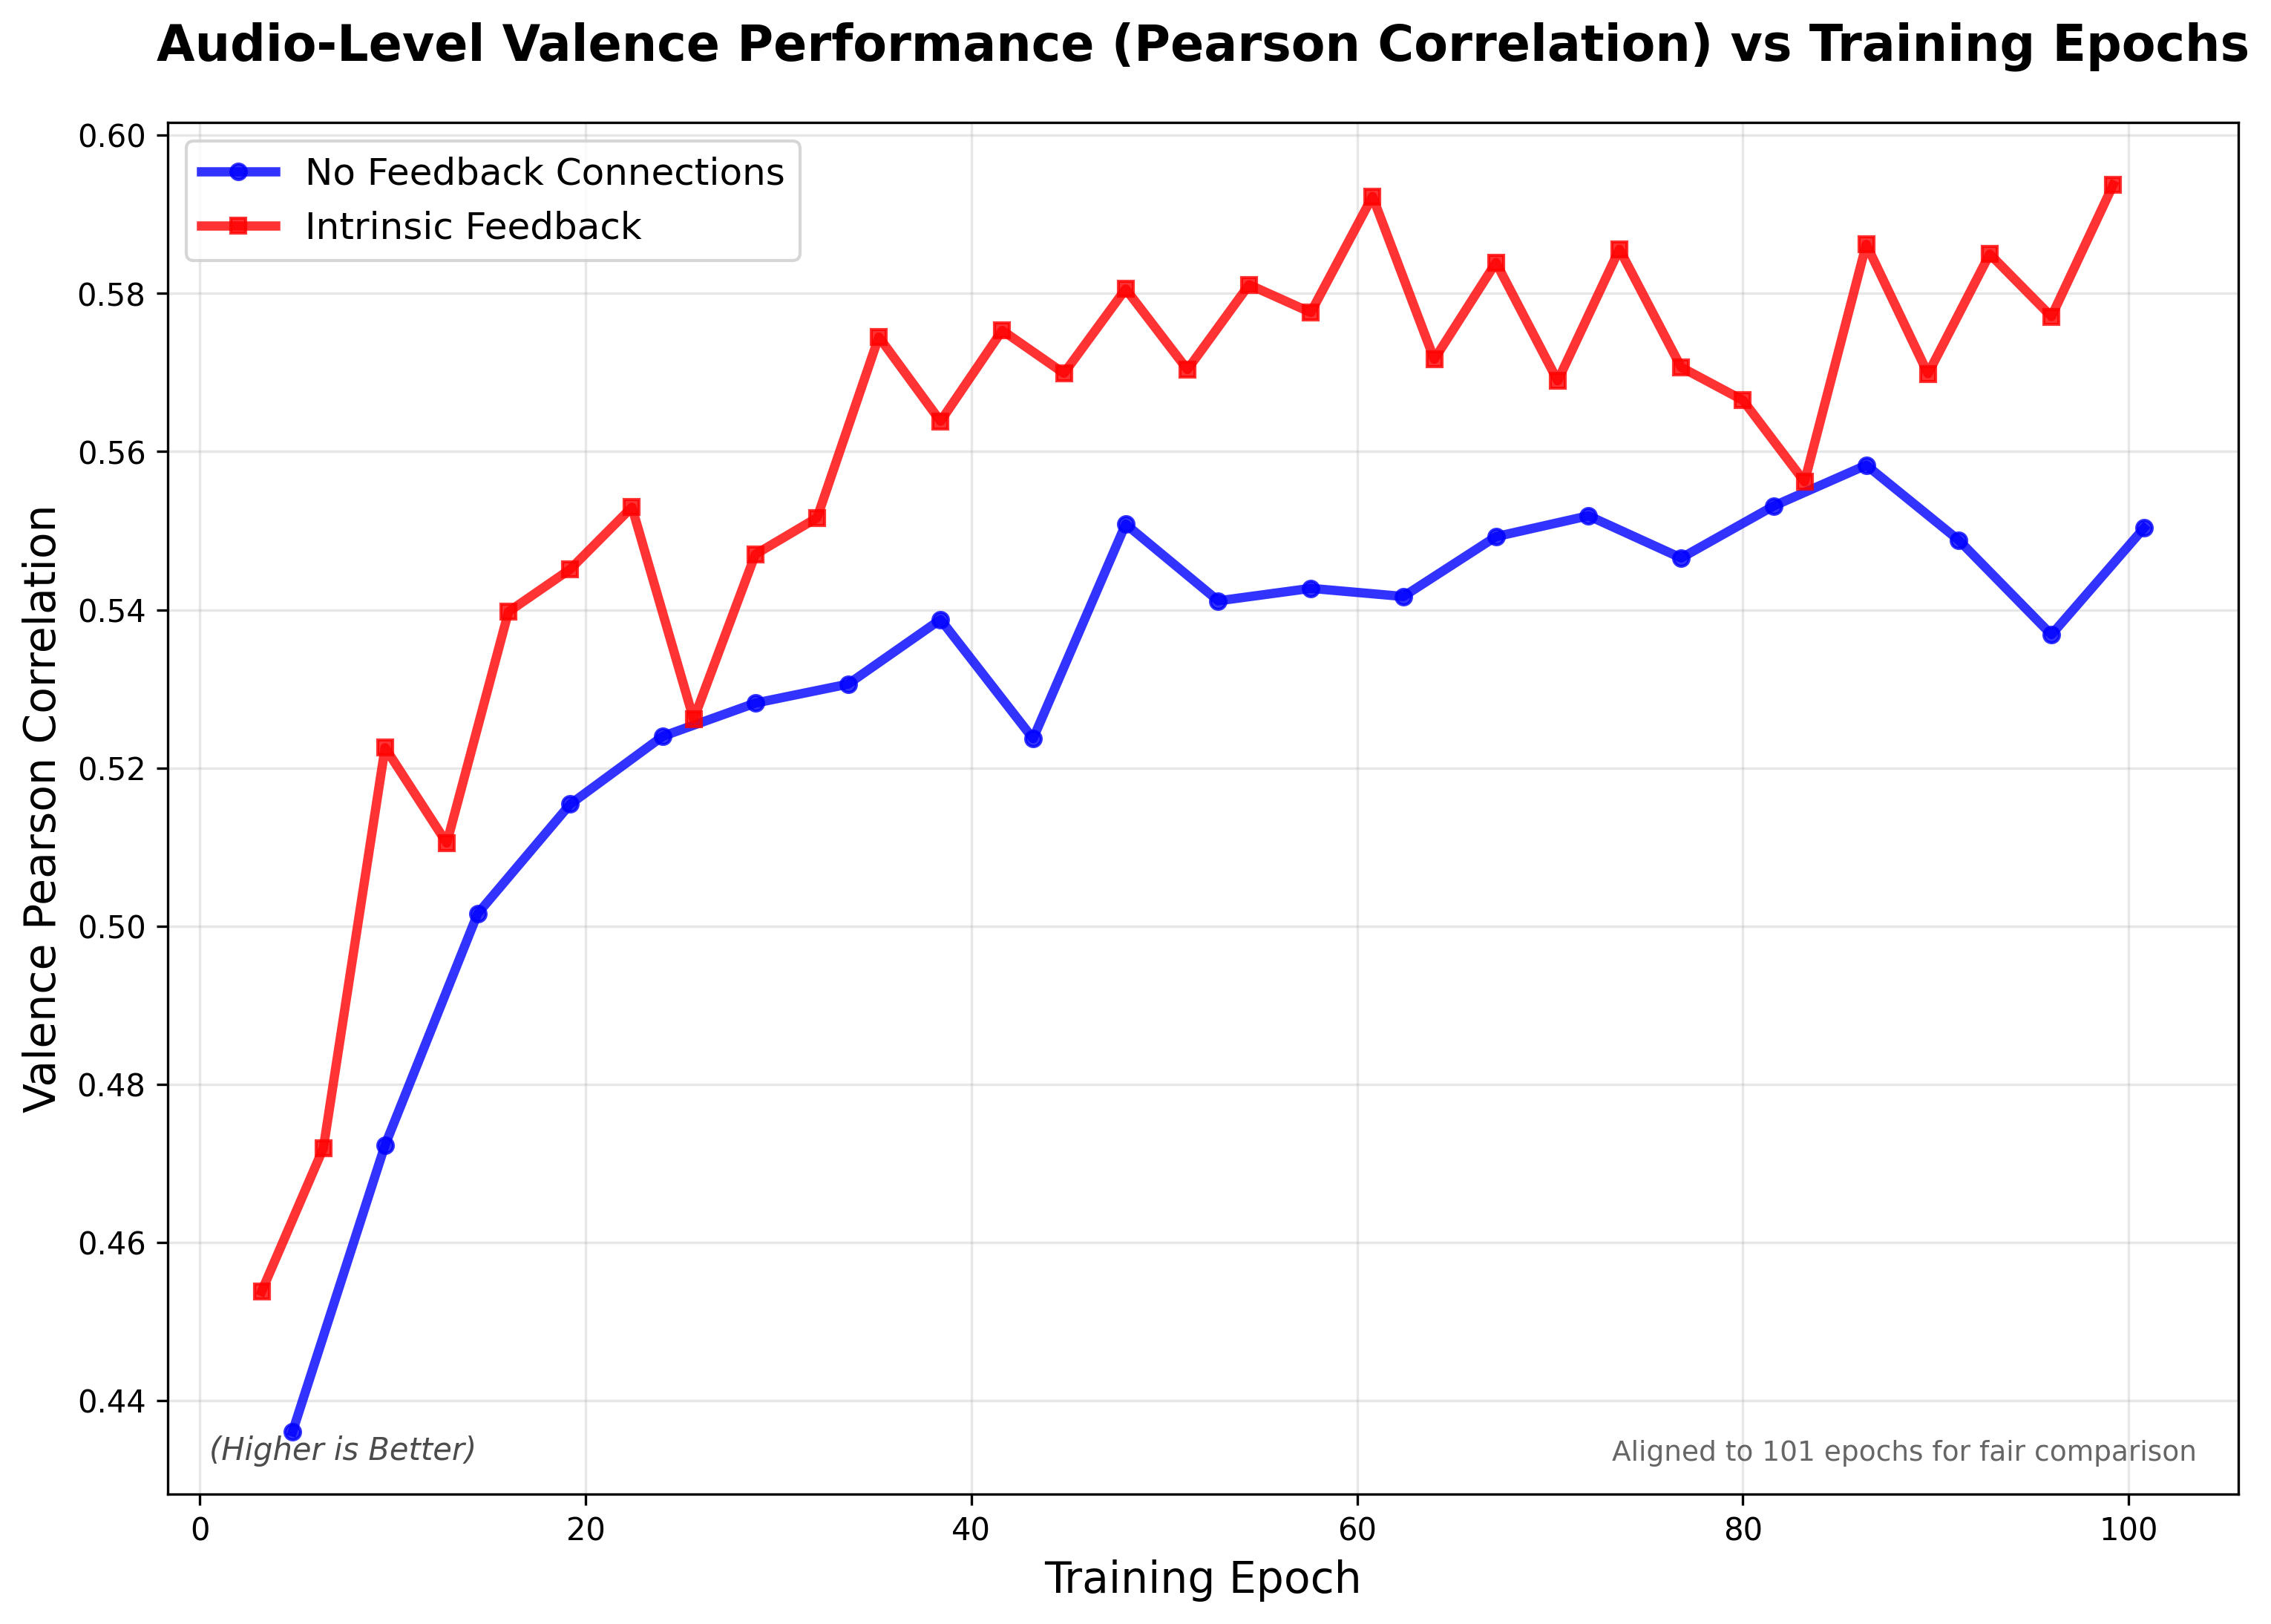 Audio-Level Valence Performance (Pearson Correlation) vs Training Epochs
No Feedback Connections
Intrinsic Feedback
Valence Pearson Correlation
0.60
0.58
0.56
0.54
0.52
0.50
0.48
0.46
0.44
(Higher is Better)
Aligned to 101 epochs for fair comparison
0 20 40 60 80 100
Training Epoch